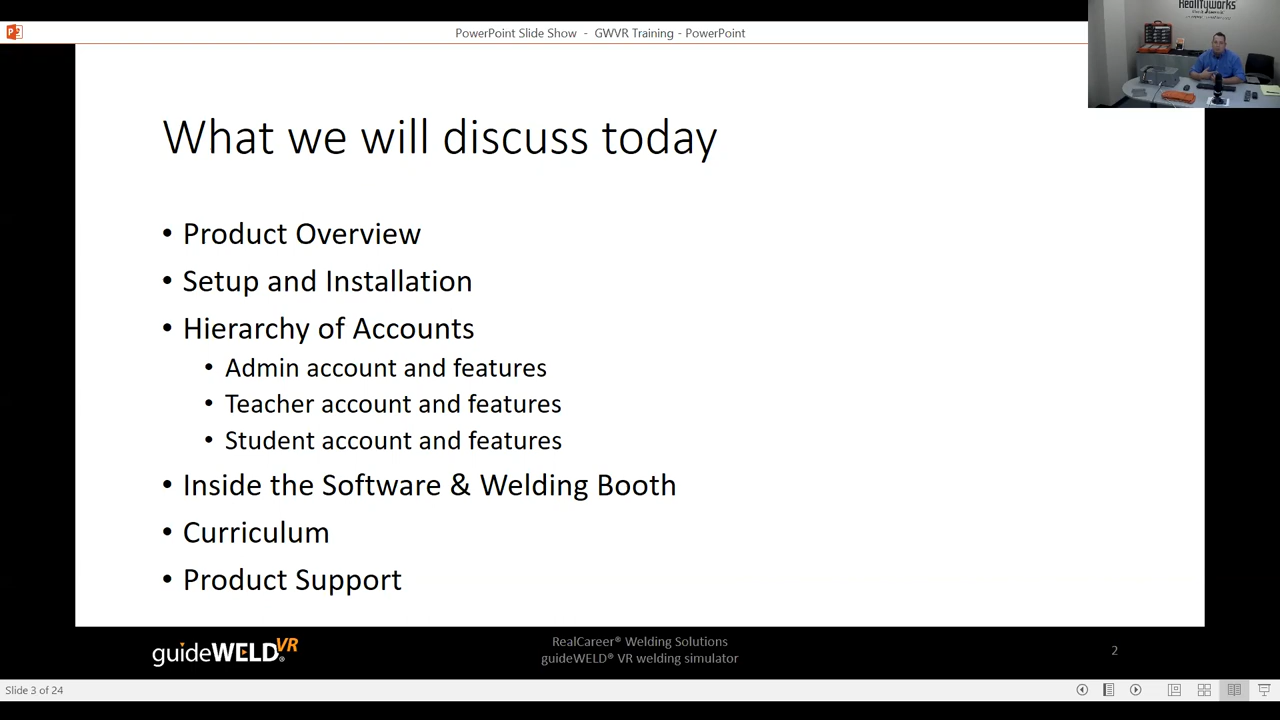 PowerPoint Slide Show - GWVR Training - PowerPoint
Realityworks
What we will discuss today
• Product Overview
• Setup and Installation
• Hierarchy of Accounts
• Admin account and features
• Teacher account and features
• Student account and features
• Inside the Software & Welding Booth
• Curriculum
• Product Support
guideWELD® VR
RealCareer® Welding Solutions
guideWELD® VR welding simulator
2
Slide 3 of 24